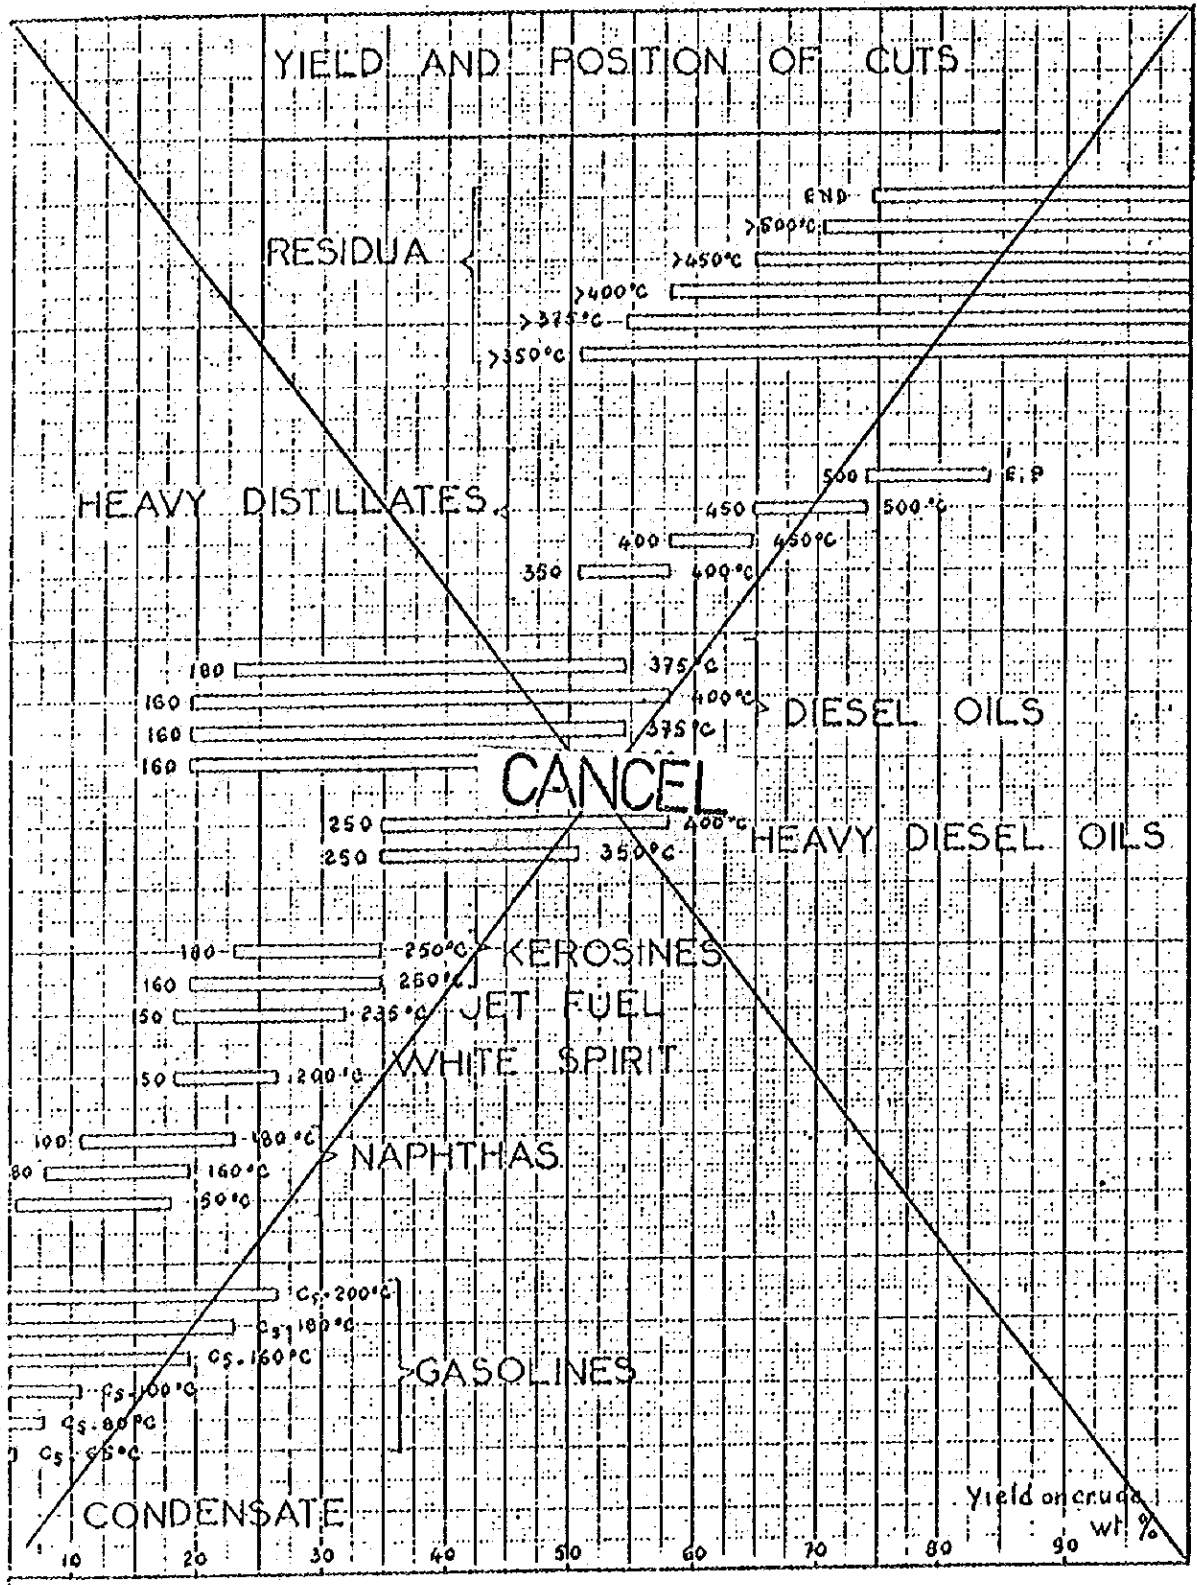 YIELD AND POSITION OF CUTS
END
>500°C
RESIDUA
>450°C
>400°C
>375°C
>350°C
500 E.P
HEAVY DISTILLATES
450 500°C
400 450°C
350 400°C
180 375°C
160 400°C
DIESEL OILS
160 375°C
160
CANCEL
250 400°C
HEAVY DIESEL OILS
250 350°C
180 250°C
KEROSINES
160 250°C
50 235°C JET FUEL
50 200°C WHITE SPIRIT
100 180°C
NAPHTHAS
80 160°C
50°C
C5.200°C
C5.180°C
C5.160°C
GASOLINES
C5.100°C
C5.80°C
C5.65°C
CONDENSATE
Yield on crude
wt %
10 20 30 40 50 60 70 80 90